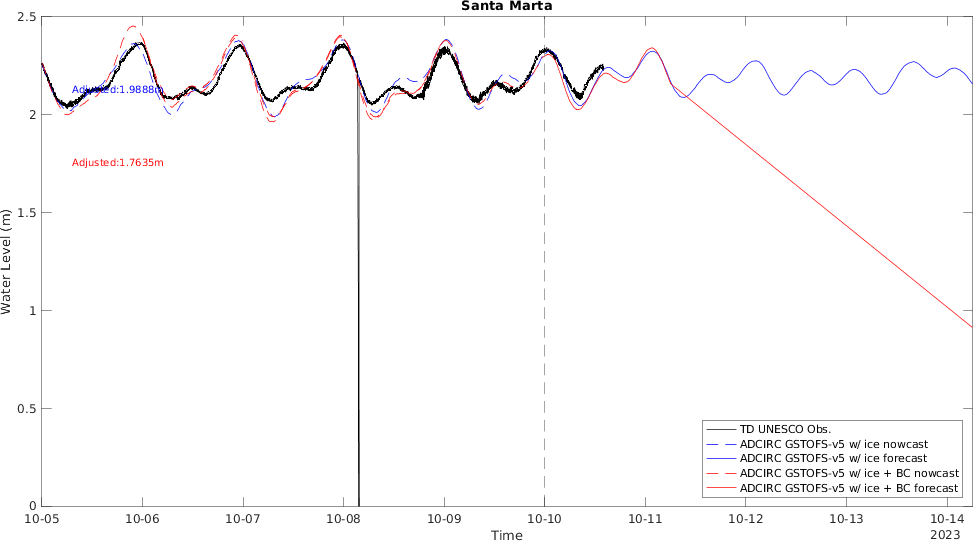 Santa Marta
2.5
2
1.5
1
0.5
0
Water Level (m)
Adjusted:1.9888m
Adjusted:1.7635m
TD UNESCO Obs.
ADCIRC GSTOFS-v5 w/ ice nowcast
ADCIRC GSTOFS-v5 w/ ice forecast
ADCIRC GSTOFS-v5 w/ ice + BC nowcast
ADCIRC GSTOFS-v5 w/ ice + BC forecast
10-05 10-06 10-07 10-08 10-09 10-10 10-11 10-12 10-13 10-14
2023
Time